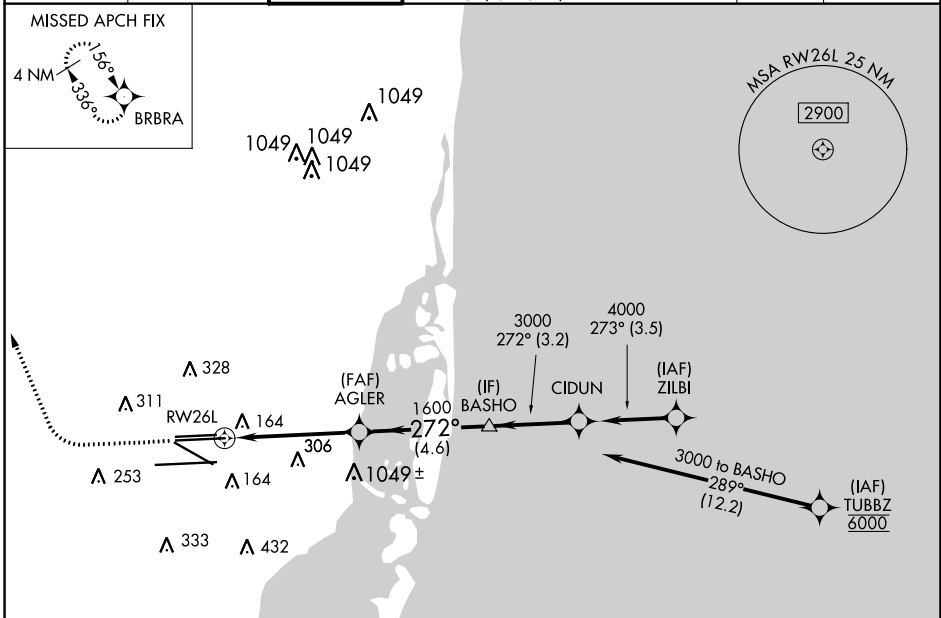 MISSED APCH FIX
4 NM
156°
336°
BRBRA
1049
1049
1049
1049
MSA RW26L 25 NM
2900
3000
272° (3.2)
4000
273° (3.5)
(FAF)
AGLER
(IF)
BASHO
CIDUN
(IAF)
ZILBI
1600
272°
(4.6)
328
311
RW26L
164
306
253
164
1049 ±
333
432
3000 to BASHO
289°
(12.2)
(IAF)
TUBBZ
6000